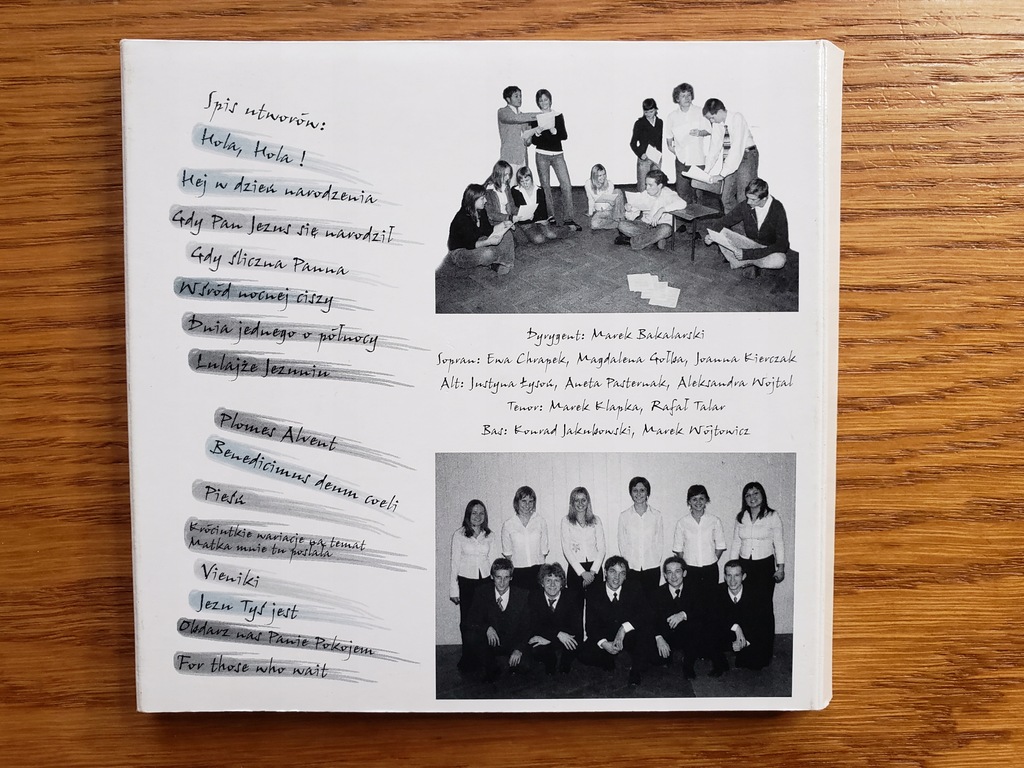 Spis utworów:
Hola, Hola !
Hej w dzień narodzenia
Gdy Pan Jezus się narodził
Gdy śliczna Panna
Wśród nocnej ciszy
Dnia jednego o północy
Lulajże Jezuniu
Plomes Alvent
Benedicimus deum coeli
Pieśń
Króciutkie wariacje na temat
Matka mnie tu posłała
Vieniki
Jezu Tyś jest
Obdarz nas Panie Pokojem
For those who wait
Dyrygent: Marek Bakalarski
Sopran: Ewa Chrapek, Magdalena Gołba, Joanna Kierczak
Alt: Justyna Łysoń, Aneta Pasternak, Aleksandra Wojtal
Tenor: Marek Klapka, Rafał Talar
Bas: Konrad Jakubowski, Marek Wójtowicz